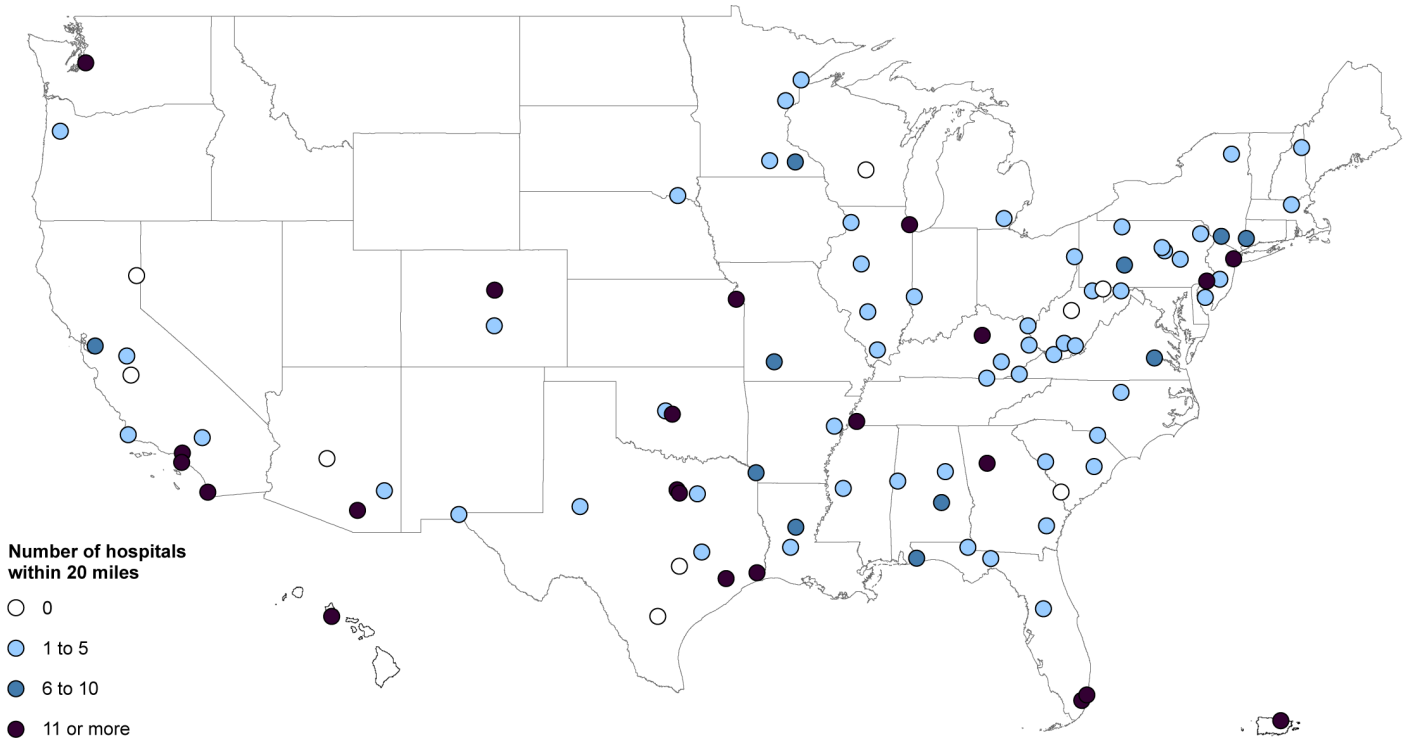 Number of hospitals
within 20 miles
0
1 to 5
6 to 10
11 or more